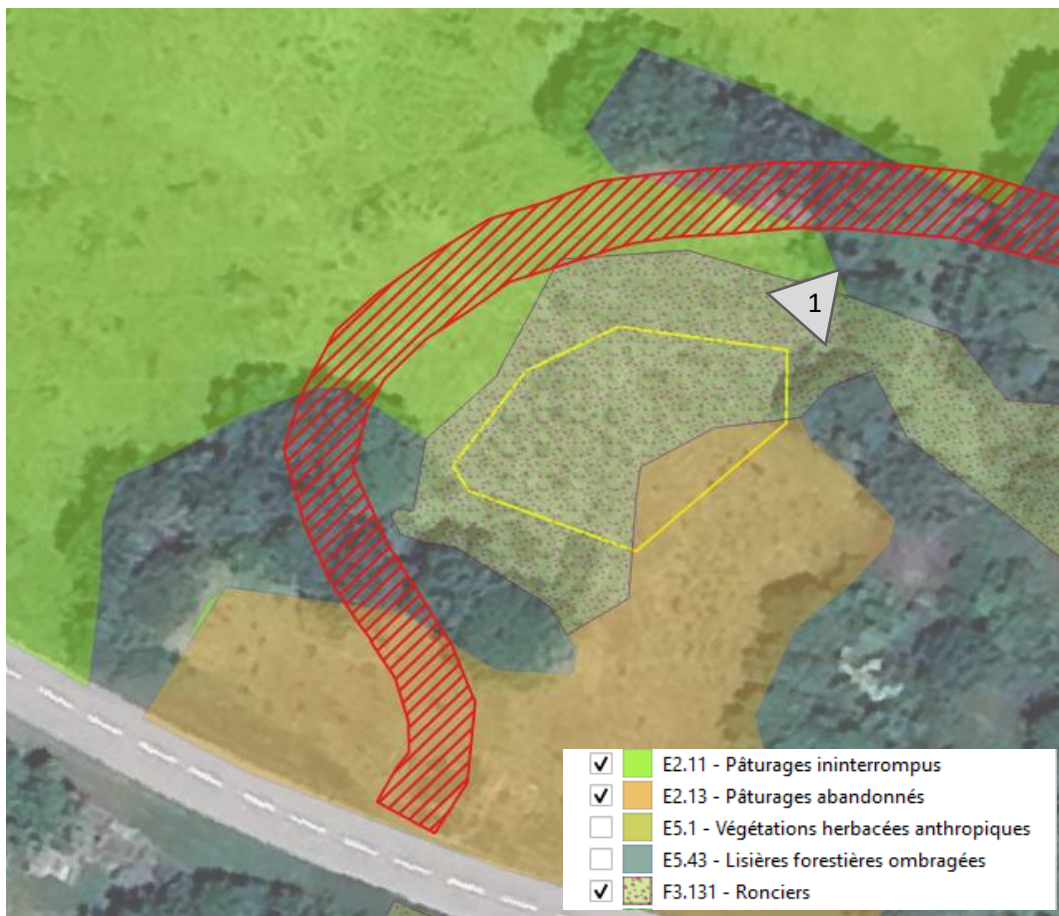 1
E2.11 - Pâturages ininterrompus
E2.13 - Pâturages abandonnés
E5.1 - Végétations herbacées anthropiques
E5.43 - Lisières forestières ombragées
F3.131 - Ronciers